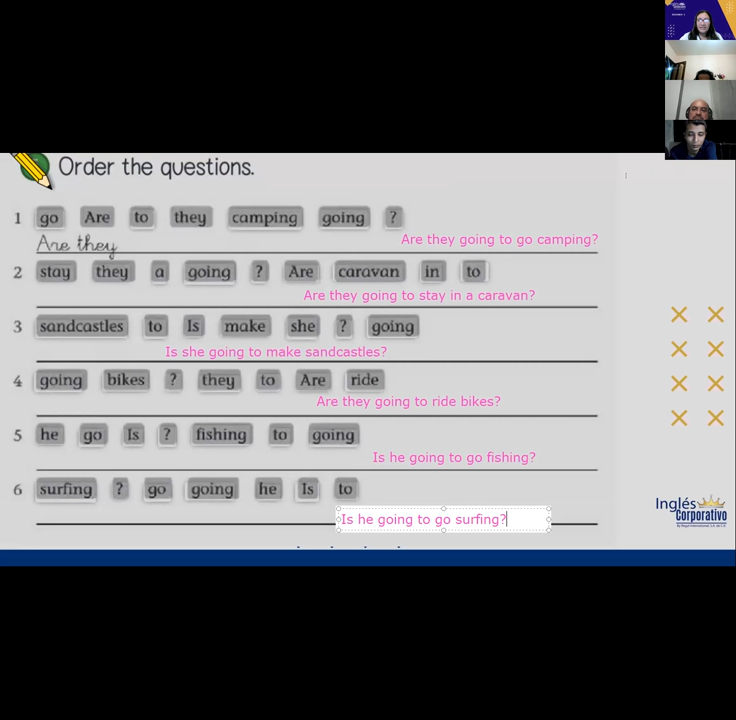 Order the questions.
1 go Are to they camping going ?
Are they
Are they going to go camping?
2 stay they a going ? Are caravan in to
Are they going to stay in a caravan?
3 sandcastles to Is make she ? going
Is she going to make sandcastles?
4 going bikes ? they to Are ride
Are they going to ride bikes?
5 he go Is ? fishing to going
Is he going to go fishing?
6 surfing ? go going he Is to
Is he going to go surfing?
Inglés
Corporativo